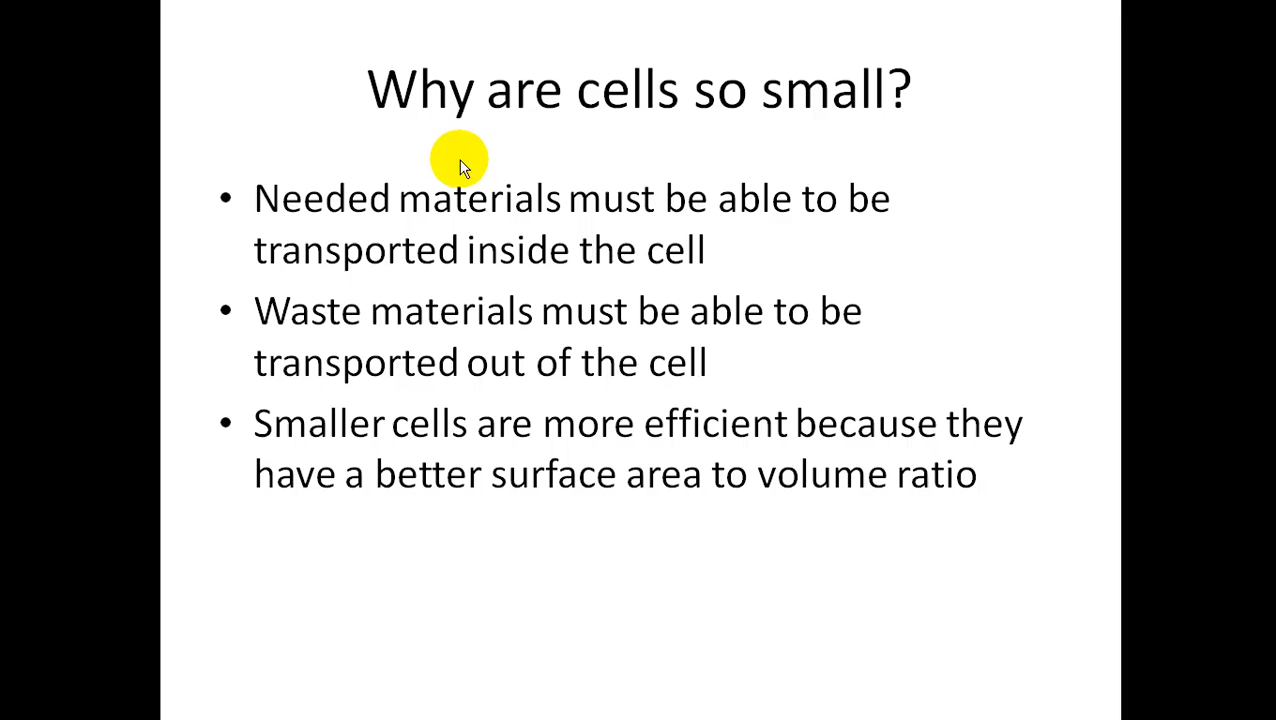 Why are cells so small?
• Needed materials must be able to be
transported inside the cell
• Waste materials must be able to be
transported out of the cell
• Smaller cells are more efficient because they
have a better surface area to volume ratio